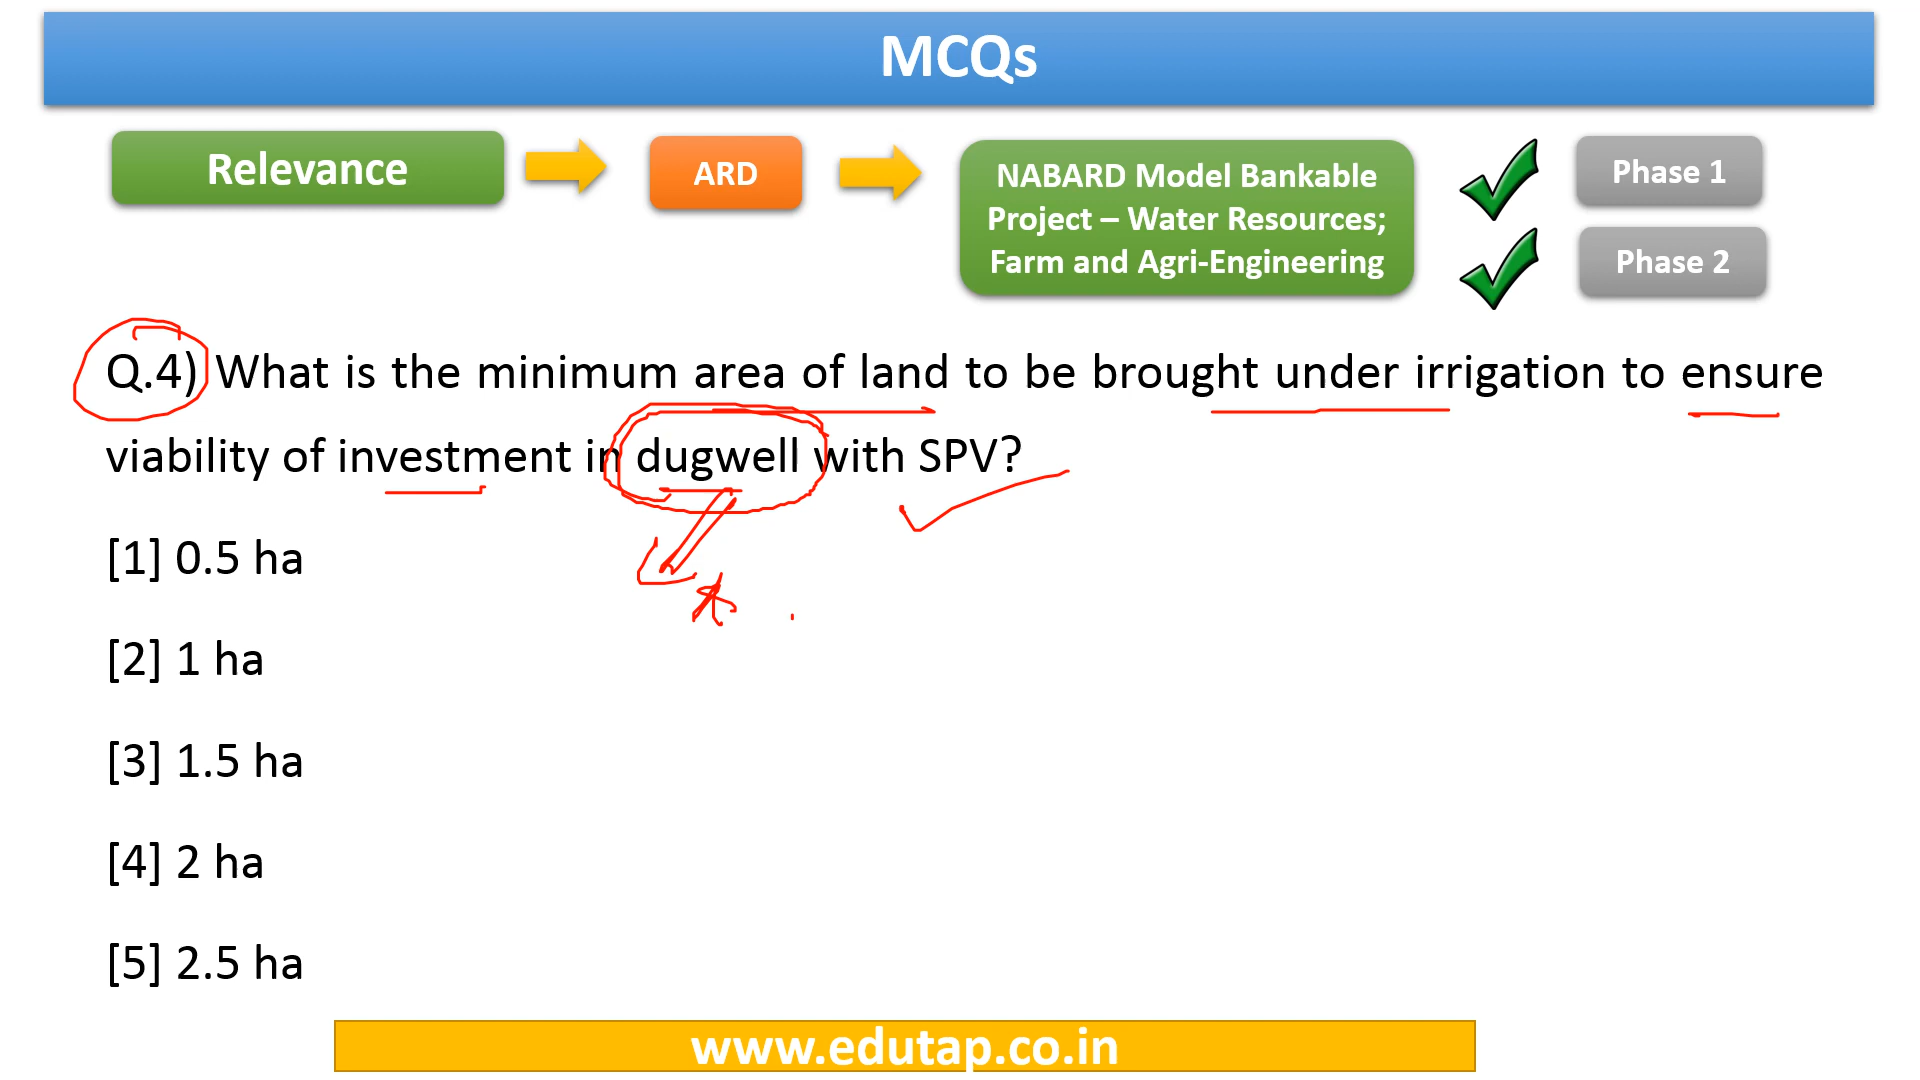 MCQs
Relevance
ARD
NABARD Model Bankable
Project – Water Resources;
Farm and Agri-Engineering
Phase 1
Phase 2
Q.4) What is the minimum area of land to be brought under irrigation to ensure
viability of investment in dugwell with SPV?
[1] 0.5 ha
[2] 1 ha
[3] 1.5 ha
[4] 2 ha
[5] 2.5 ha
www.edutap.co.in